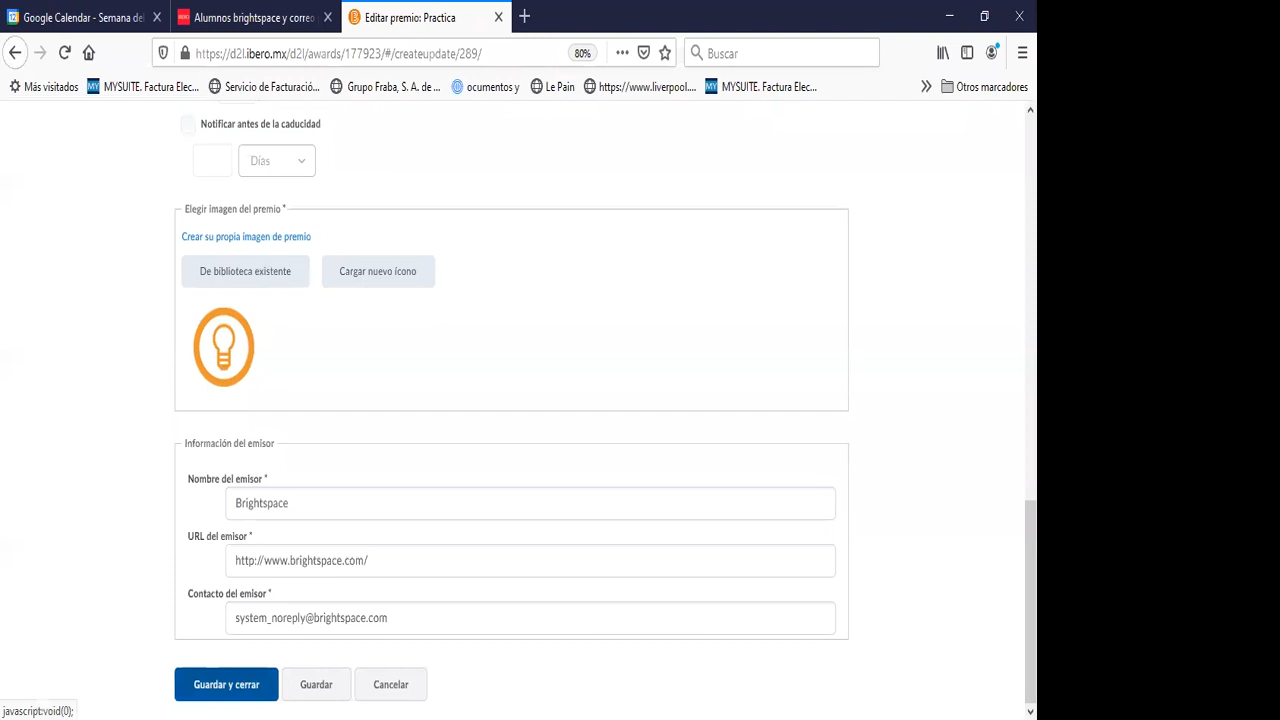 Google Calendar - Semana del
Alumnos brightspace y correo
Editar premio: Practica
https://d2l.ibero.mx/d2l/awards/177923/#/createupdate/289/
80%
Buscar
Más visitados
MYSUITE. Factura Elec...
Servicio de Facturació...
Grupo Fraba, S. A. de ...
ocumentos y
Le Pain
https://www.liverpool....
MYSUITE. Factura Elec...
Otros marcadores
Notificar antes de la caducidad
Días
Elegir imagen del premio *
Crear su propia imagen de premio
De biblioteca existente
Cargar nuevo ícono
Información del emisor
Nombre del emisor *
Brightspace
URL del emisor *
http://www.brightspace.com/
Contacto del emisor *
system_noreply@brightspace.com
Guardar y cerrar
Guardar
Cancelar
javascript:void(0);